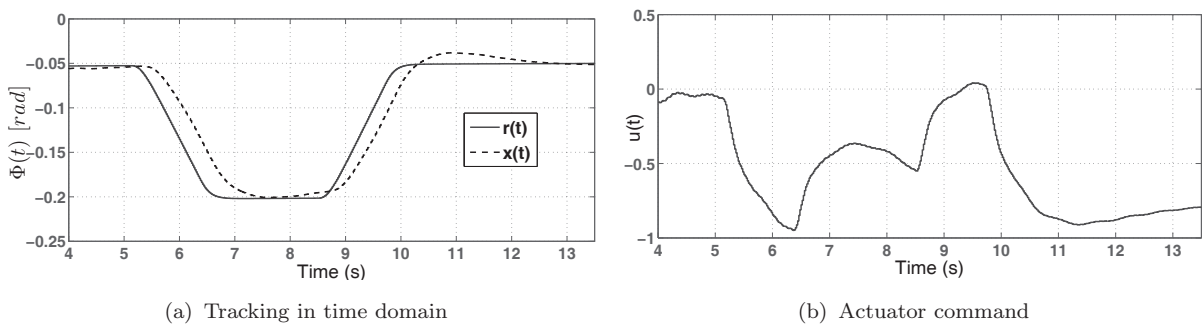 0
−0.05
−0.1
−0.15
−0.2
−0.25
Φ(t) [rad]
4 5 6 7 8 9 10 11 12 13
Time (s)
r(t)
x(t)
(a) Tracking in time domain
0.5
0
−0.5
−1
u(t)
4 5 6 7 8 9 10 11 12 13
Time (s)
(b) Actuator command